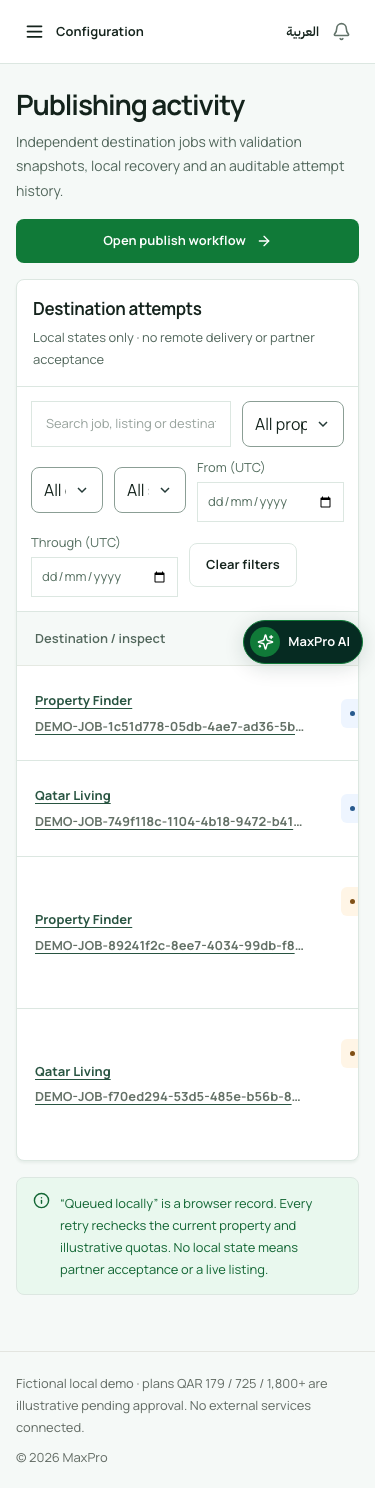 Configuration
العربية
Publishing activity
Independent destination jobs with validation
snapshots, local recovery and an auditable attempt
history.
Open publish workflow
Destination attempts
Local states only · no remote delivery or partner
acceptance
Search job, listing or destinat
All prop
All
All
From (UTC)
dd/mm/yyyy
Through (UTC)
dd/mm/yyyy
Clear filters
Destination / inspect
MaxPro AI
Property Finder
DEMO-JOB-1c51d778-05db-4ae7-ad36-5b...
Qatar Living
DEMO-JOB-749f118c-1104-4b18-9472-b41...
Property Finder
DEMO-JOB-89241f2c-8ee7-4034-99db-f8...
Qatar Living
DEMO-JOB-f70ed294-53d5-485e-b56b-8...
“Queued locally” is a browser record. Every
retry rechecks the current property and
illustrative quotas. No local state means
partner acceptance or a live listing.
Fictional local demo · plans QAR 179 / 725 / 1,800+ are
illustrative pending approval. No external services
connected.
© 2026 MaxPro